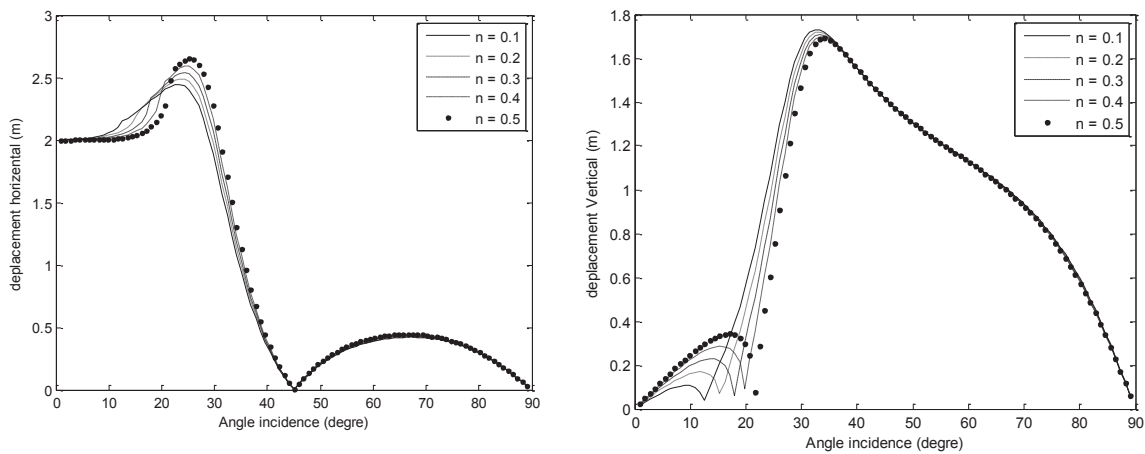 3
2.5
2
1.5
1
0.5
0
0 10 20 30 40 50 60 70 80 90
deplacement horizental (m)
Angle incidence (degre)
n = 0.1
n = 0.2
n = 0.3
n = 0.4
n = 0.5
1.8
1.6
1.4
1.2
1
0.8
0.6
0.4
0.2
0
0 10 20 30 40 50 60 70 80 90
deplacement Vertical (m)
Angle incidence (degre)
n = 0.1
n = 0.2
n = 0.3
n = 0.4
n = 0.5